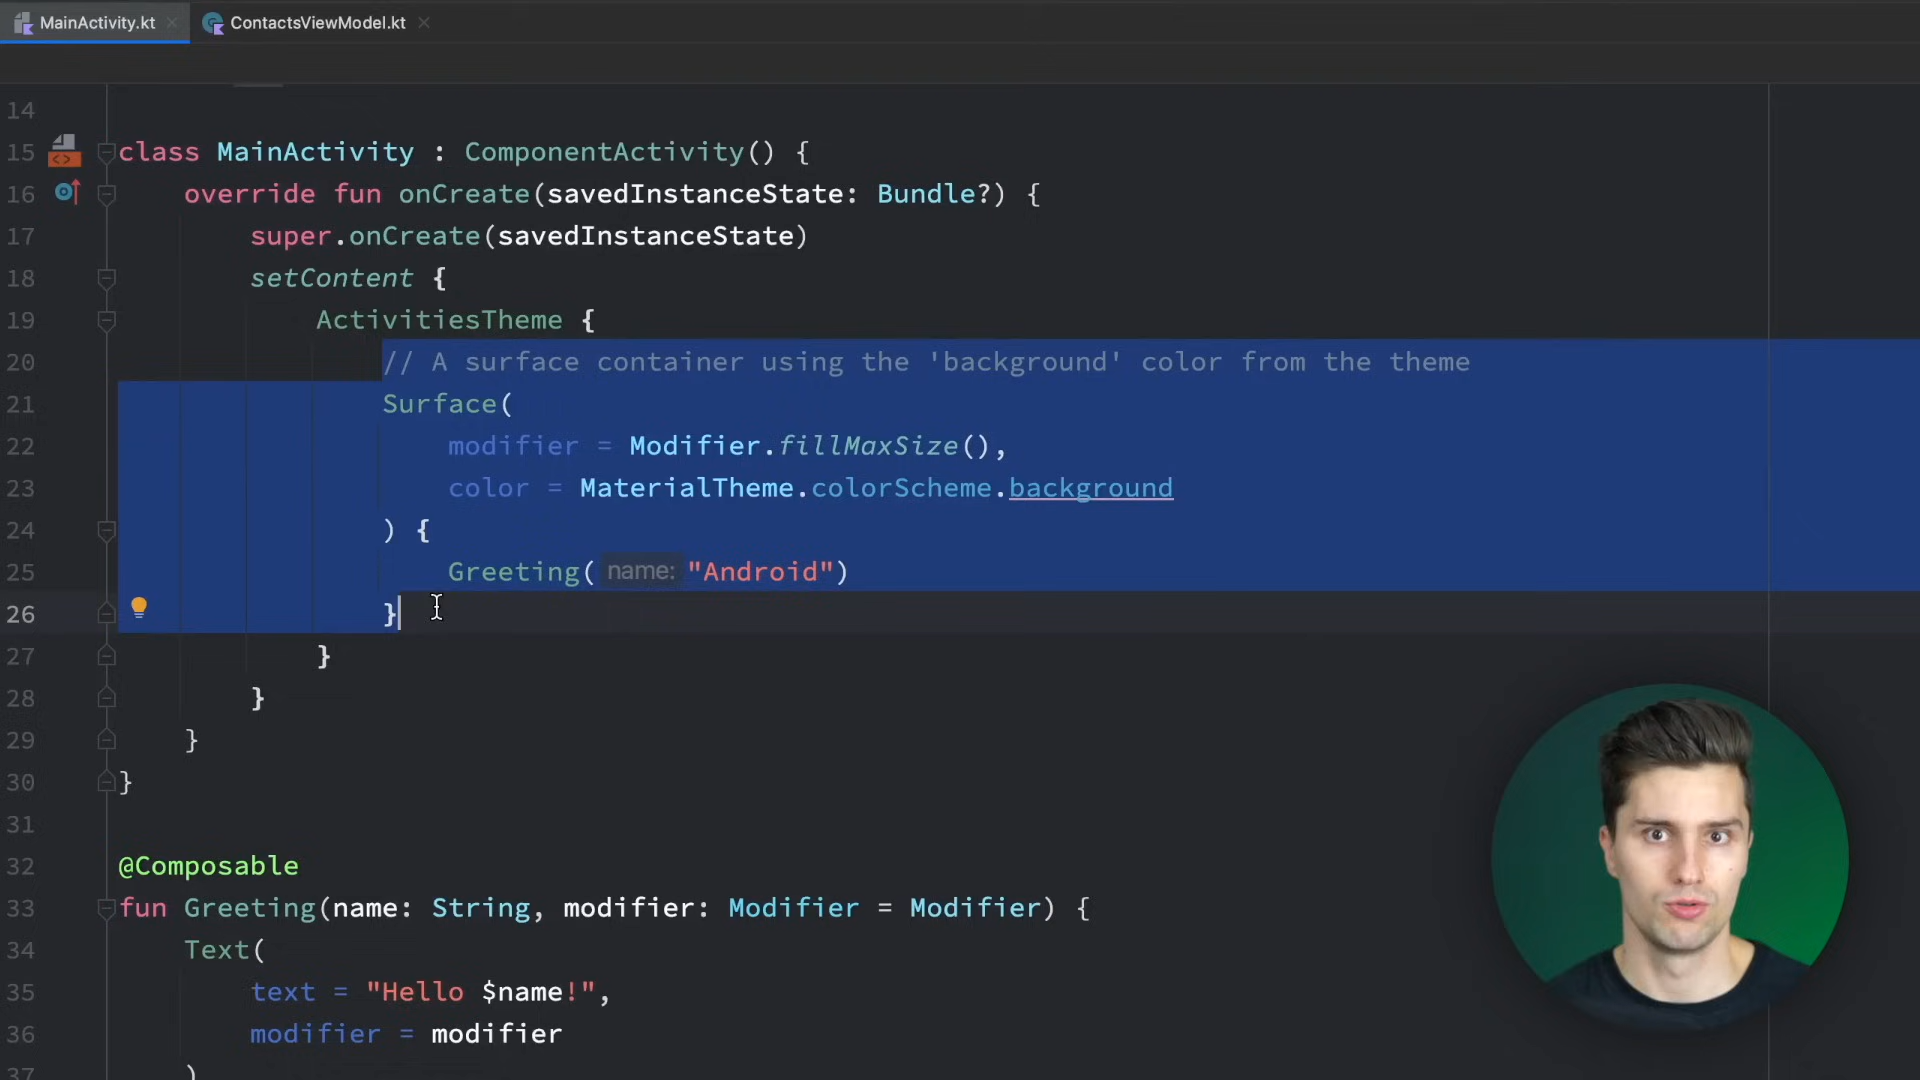 MainActivity.kt
ContactsViewModel.kt
14
15 class MainActivity : ComponentActivity() {
16 override fun onCreate(savedInstanceState: Bundle?) {
17 super.onCreate(savedInstanceState)
18 setContent {
19 ActivitiesTheme {
20 // A surface container using the 'background' color from the theme
21 Surface(
22 modifier = Modifier.fillMaxSize(),
23 color = MaterialTheme.colorScheme.background
24 ) {
25 Greeting( name: "Android")
26 }
27 }
28 }
29 }
30 }
31
32 @Composable
33 fun Greeting(name: String, modifier: Modifier = Modifier) {
34 Text(
35 text = "Hello $name!",
36 modifier = modifier
37 )